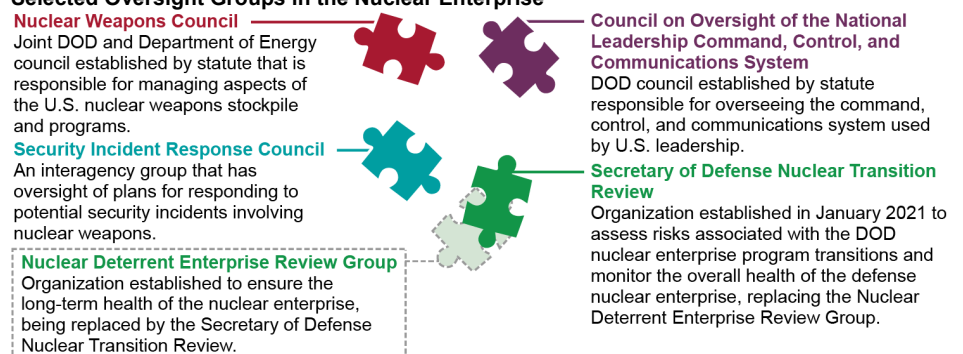 Selected Oversight Groups in the Nuclear Enterprise
Nuclear Weapons Council
Joint DOD and Department of Energy
council established by statute that is
responsible for managing aspects of
the U.S. nuclear weapons stockpile
and programs.
Security Incident Response Council
An interagency group that has
oversight of plans for responding to
potential security incidents involving
nuclear weapons.
Nuclear Deterrent Enterprise Review Group
Organization established to ensure the
long-term health of the nuclear enterprise,
being replaced by the Secretary of Defense
Nuclear Transition Review.
Council on Oversight of the National
Leadership Command, Control, and
Communications System
DOD council established by statute
responsible for overseeing the command,
control, and communications system used
by U.S. leadership.
Secretary of Defense Nuclear Transition
Review
Organization established in January 2021 to
assess risks associated with the DOD
nuclear enterprise program transitions and
monitor the overall health of the defense
nuclear enterprise, replacing the Nuclear
Deterrent Enterprise Review Group.